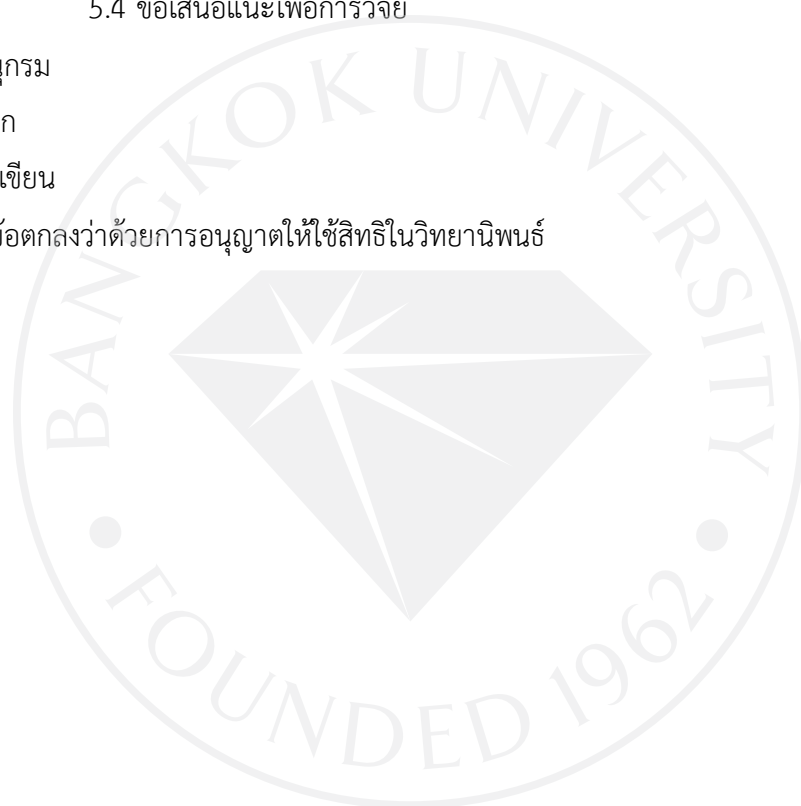 5.4 ข้อเสนอแนะเพื่อการวิจัย
นุกรม
ก
เขียน
ข้อตกลงว่าด้วยการอนุญาตให้ใช้สิทธิในวิทยานิพนธ์
BANGKOK UNIVERSITY
FOUNDED 1962